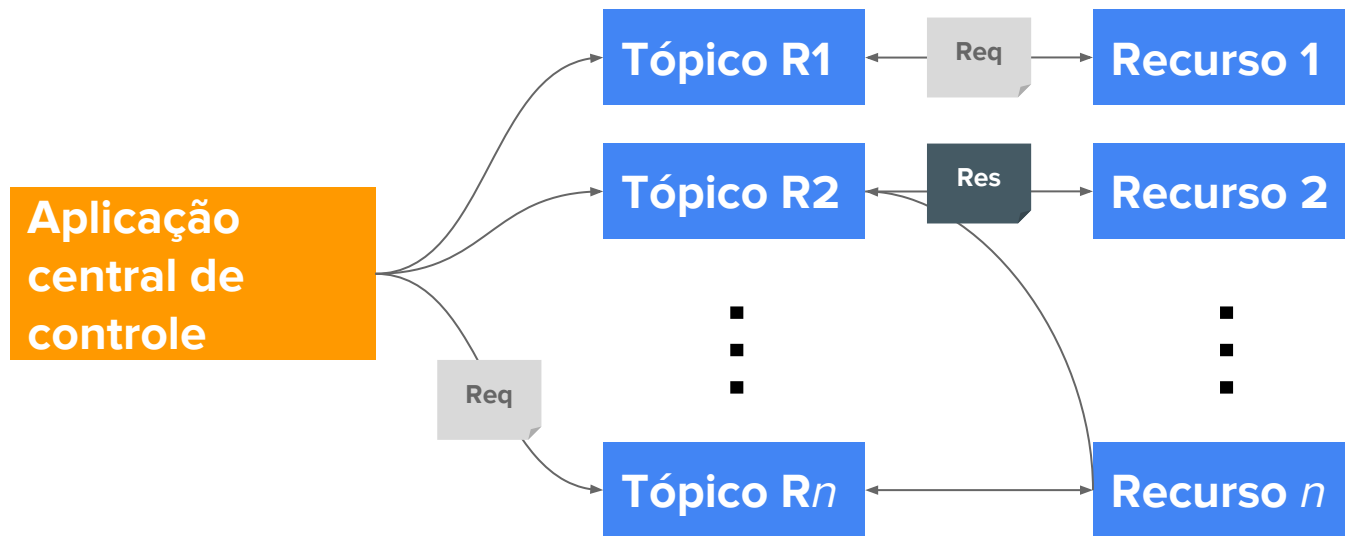 Tópico R1
Req
Recurso 1
Tópico R2
Res
Recurso 2
Aplicação
central de
controle
Req
Tópico Rn
Recurso n